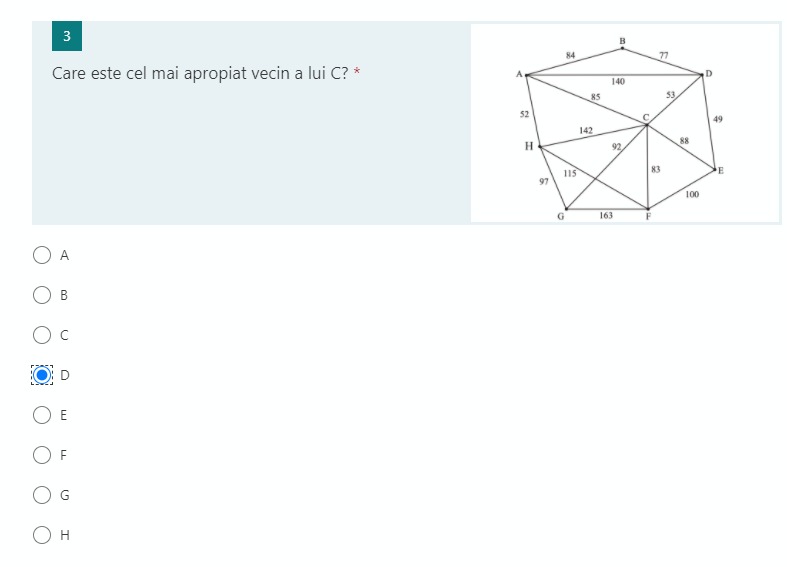 3
Care este cel mai apropiat vecin a lui C? *
B
84
77
A
D
140
85
53
52
C
49
142
H
92
88
115
83
E
97
100
G
163
F
A
B
C
D
E
F
G
H